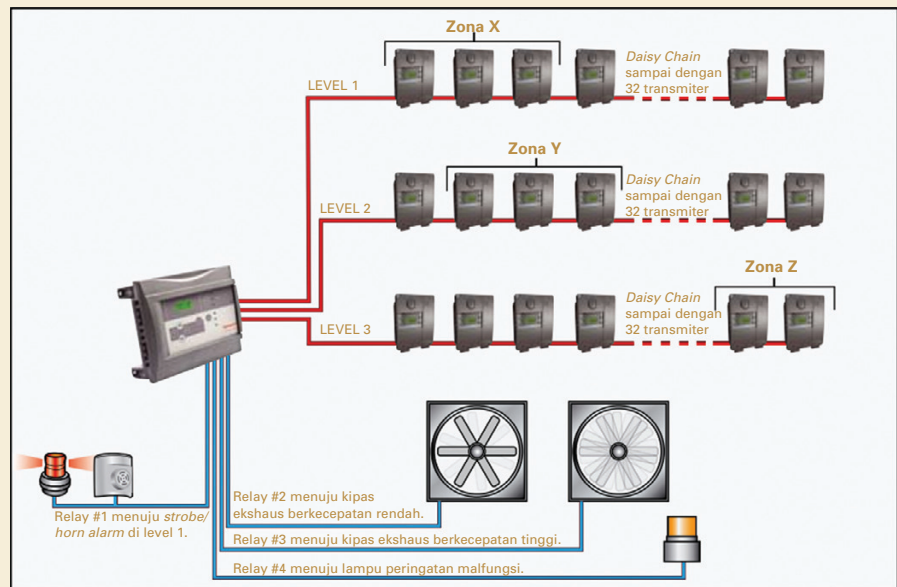 Zona X
LEVEL 1
Daisy Chain
sampai dengan
32 transmiter
Zona Y
LEVEL 2
Daisy Chain
sampai dengan
32 transmiter
Zona Z
LEVEL 3
Daisy Chain
sampai dengan
32 transmiter
Relay #1 menuju strobe/
horn alarm di level 1.
Relay #2 menuju kipas
ekshaus berkecepatan rendah.
Relay #3 menuju kipas ekshaus berkecepatan tinggi.
Relay #4 menuju lampu peringatan malfungsi.